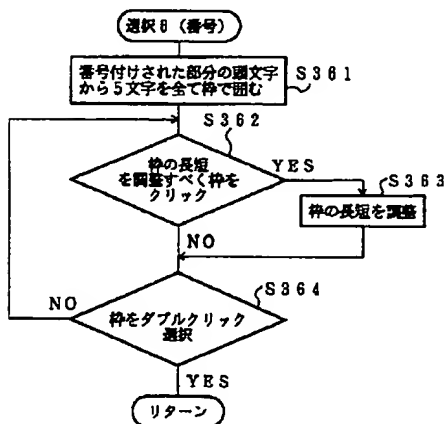 選択6 (番号)
番号付けされた部分の頭文字
から5文字を全て枠で囲む
S361
S362
枠の長短
を調整すべく枠を
クリック
YES
S363
枠の長短を調整
NO
S364
NO
枠をダブルクリック
選択
YES
リターン